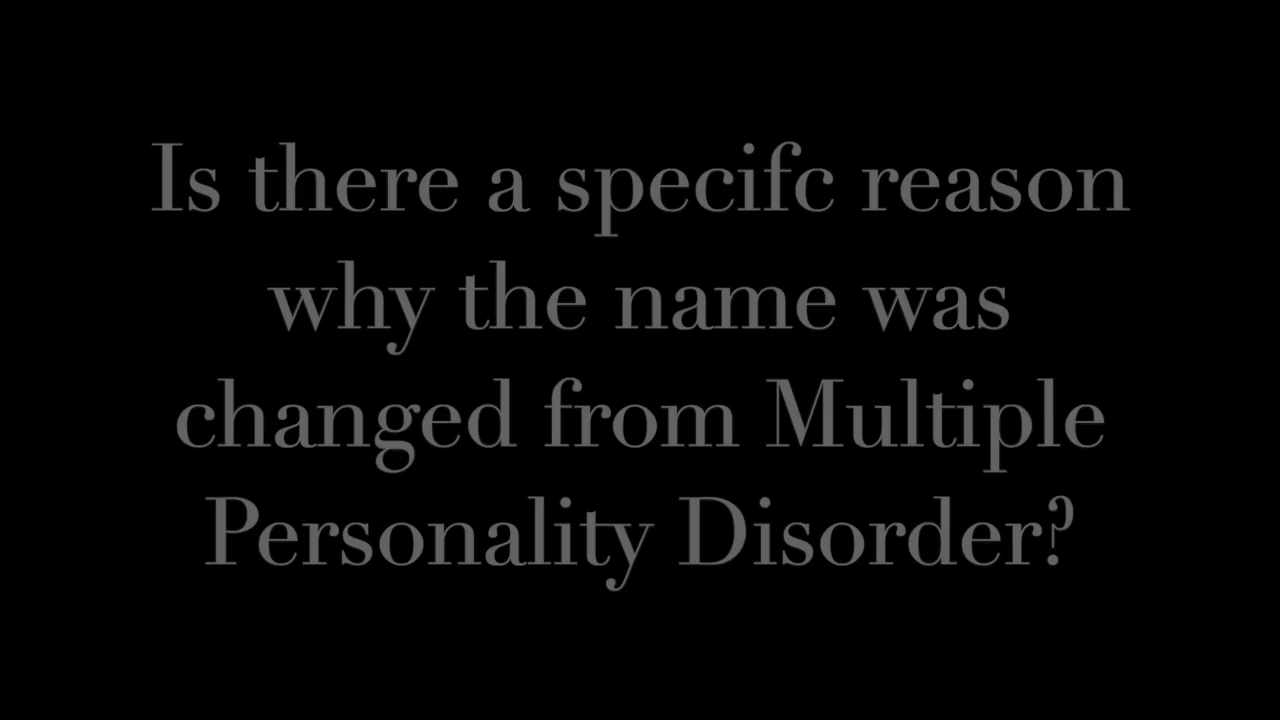 Is there a specifc reason
why the name was
changed from Multiple
Personality Disorder?